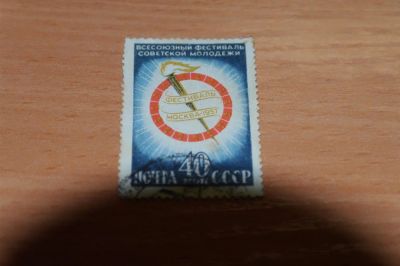 ВСЕСОЮЗНЫЙ ФЕСТИВАЛЬ
СОВЕТСКОЙ МОЛОДЕЖИ
ФЕСТИВАЛЬ
МОСКВА-1957
40
ПОЧТА СССР